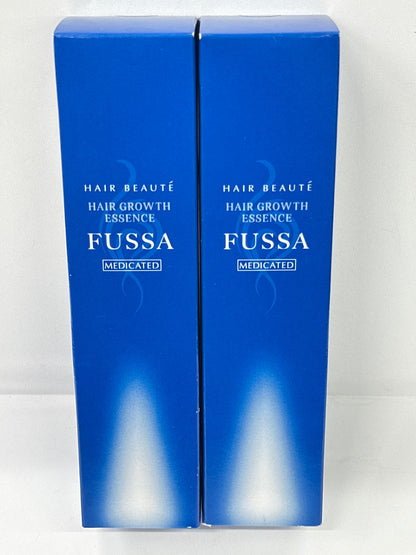 HAIR BEAUTÉ
HAIR GROWTH
ESSENCE
FUSSA
MEDICATED
HAIR BEAUTÉ
HAIR GROWTH
ESSENCE
FUSSA
MEDICATED